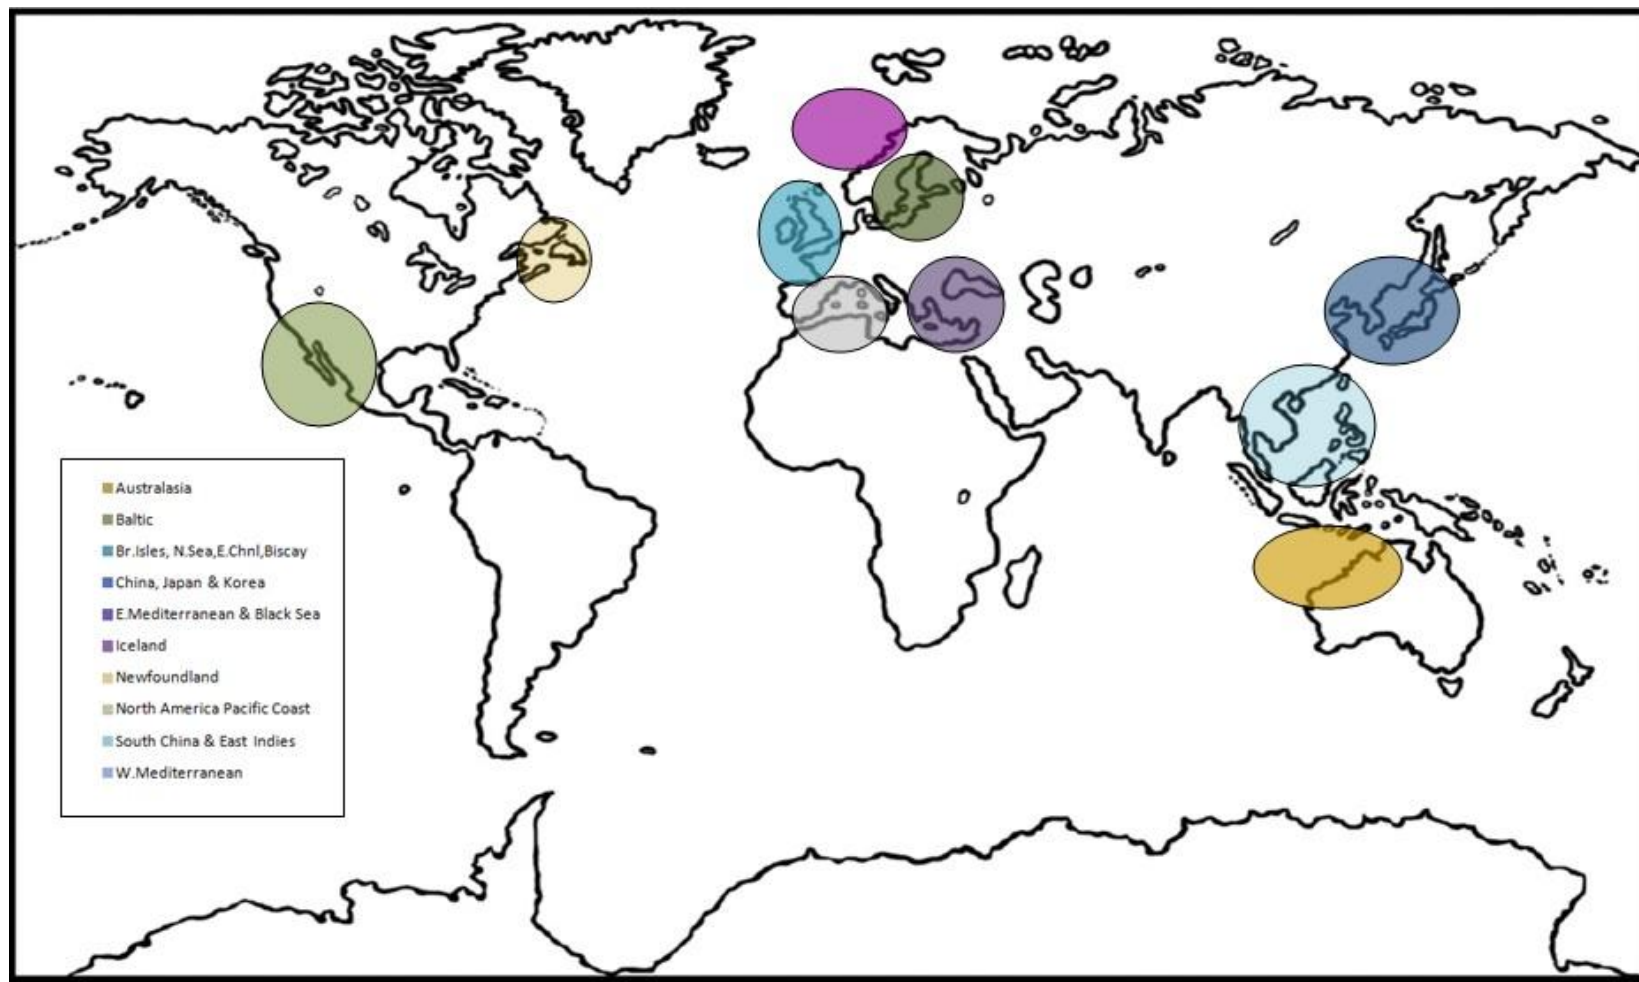 Australasia
Baltic
Br.Isles, N.Sea,E.Chnl,Biscay
China, Japan & Korea
E.Mediterranean & Black Sea
Iceland
Newfoundland
North America Pacific Coast
South China & East Indies
W.Mediterranean